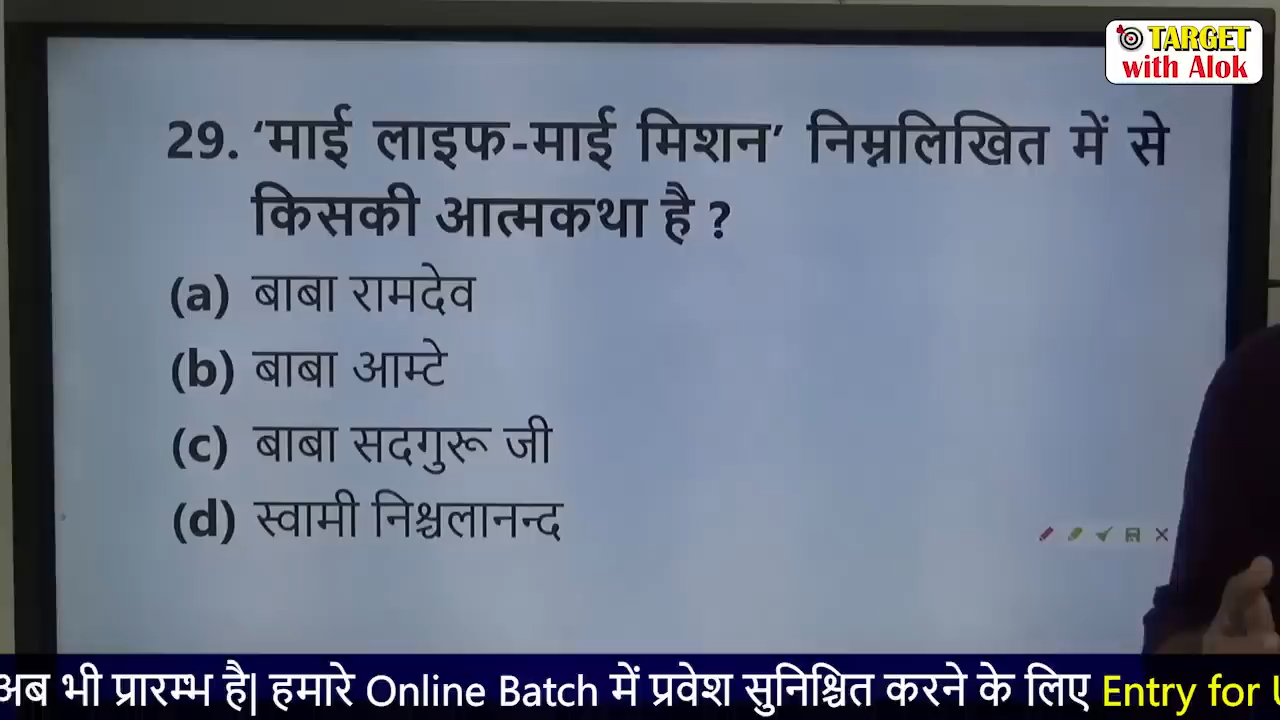 TARGET
with Alok
29. ‘माई लाइफ-माई मिशन’ निम्नलिखित में से
किसकी आत्मकथा है ?
(a) बाबा रामदेव
(b) बाबा आम्टे
(c) बाबा सदगुरू जी
(d) स्वामी निश्चलानन्द
अब भी प्रारम्भ है| हमारे Online Batch में प्रवेश सुनिश्चित करने के लिए Entry for